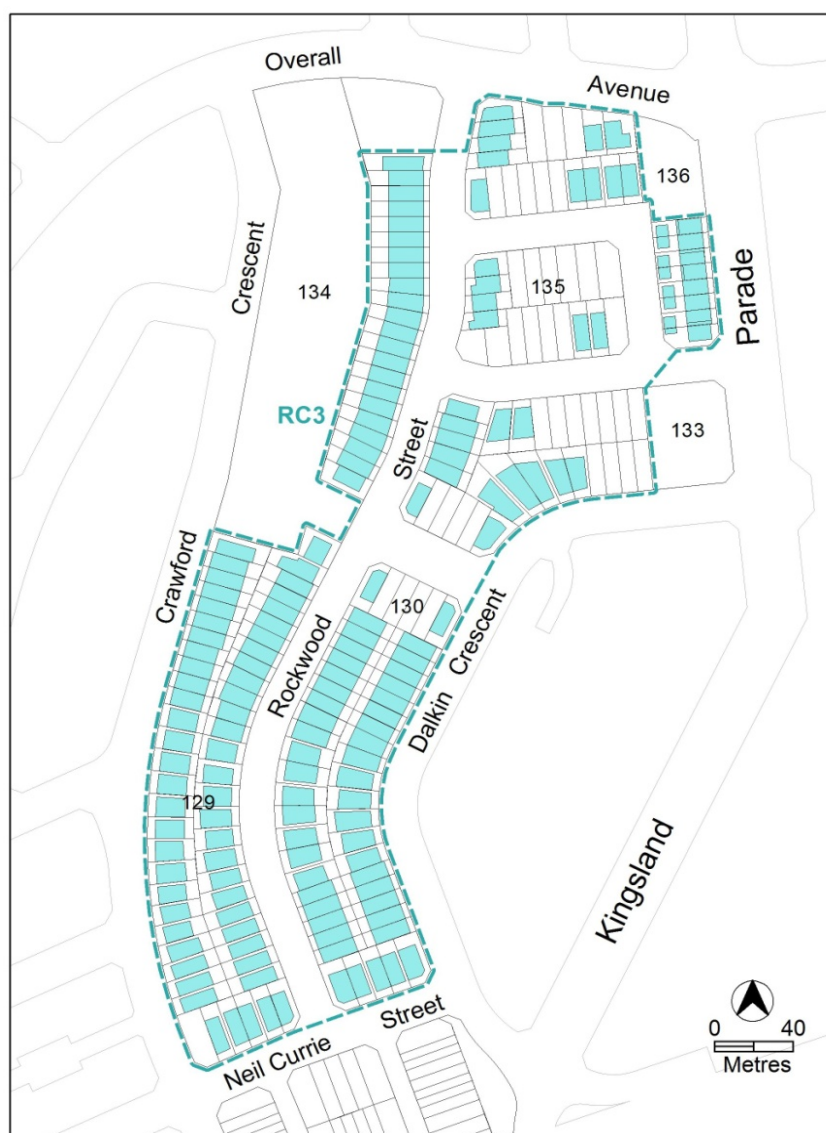 Overall
Avenue
136
Crescent
134
135
Parade
RC3
Street
133
Crawford
130
Rockwood
Dalkin Crescent
129
Kingsland
Neil Currie Street
0 40
Metres